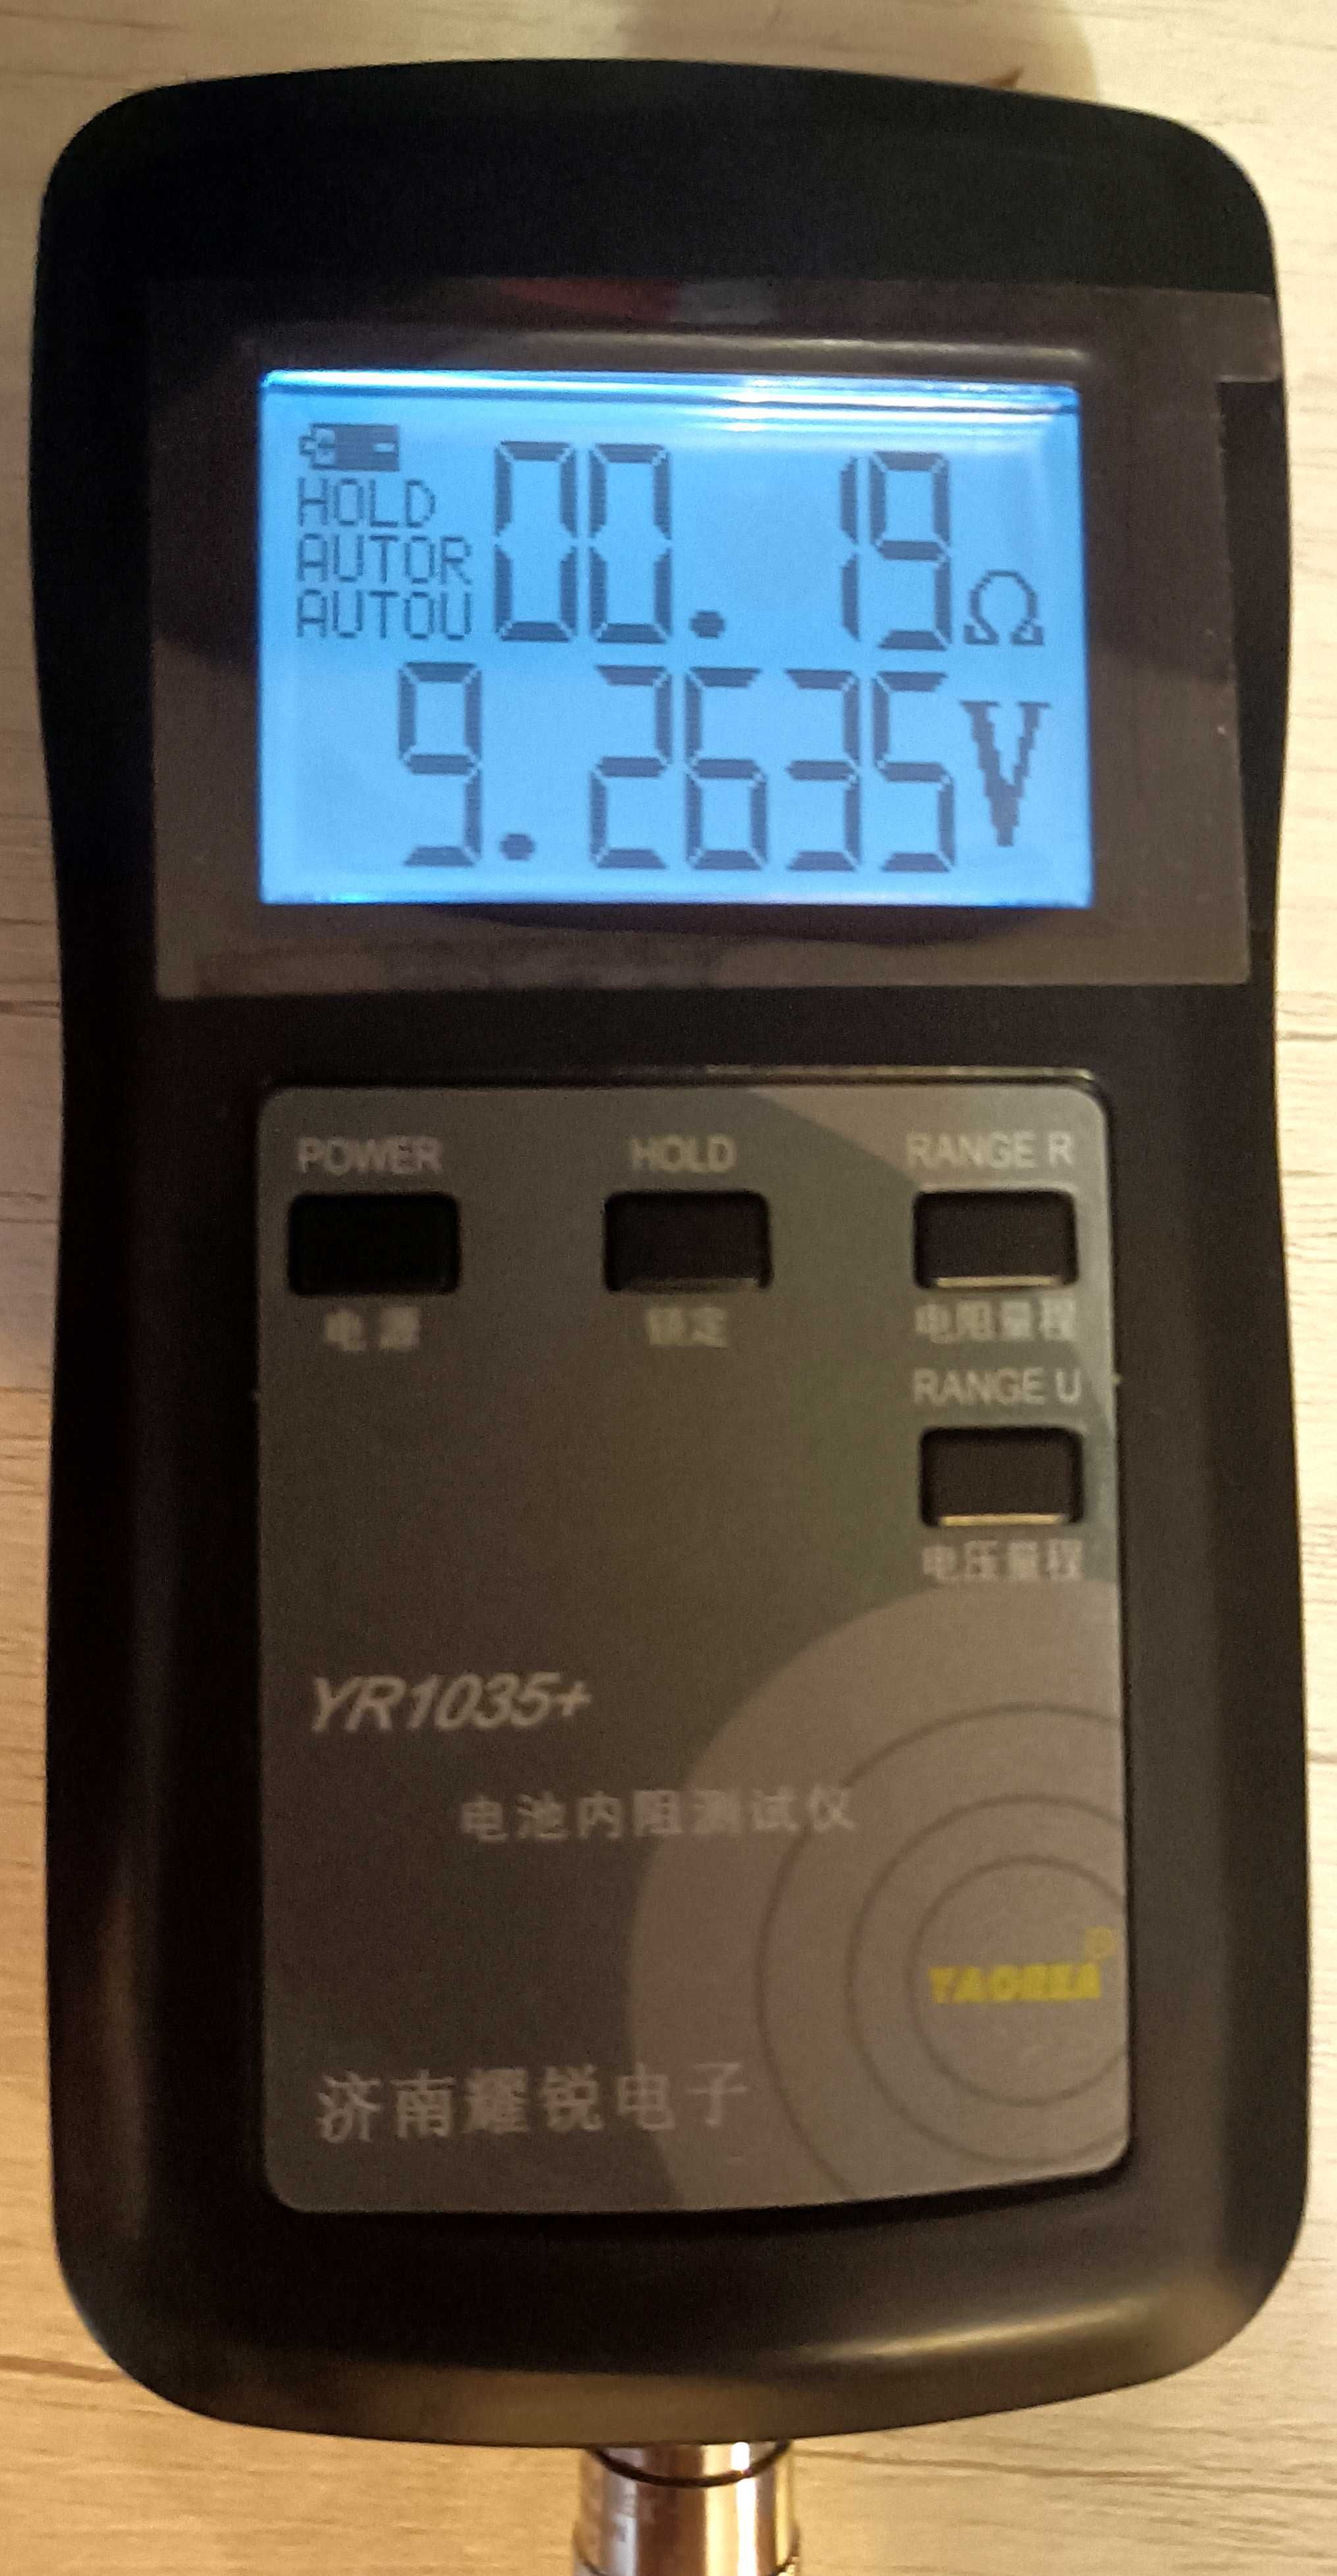 HOLD
AUTOR
AUTOU
00.19Ω
9.2635V
POWER
HOLD
RANGE R
电源
锁定
电阻量程
RANGE U
电压量程
YR1035+
电池内阻测试仪
YAOREA
济南耀锐电子